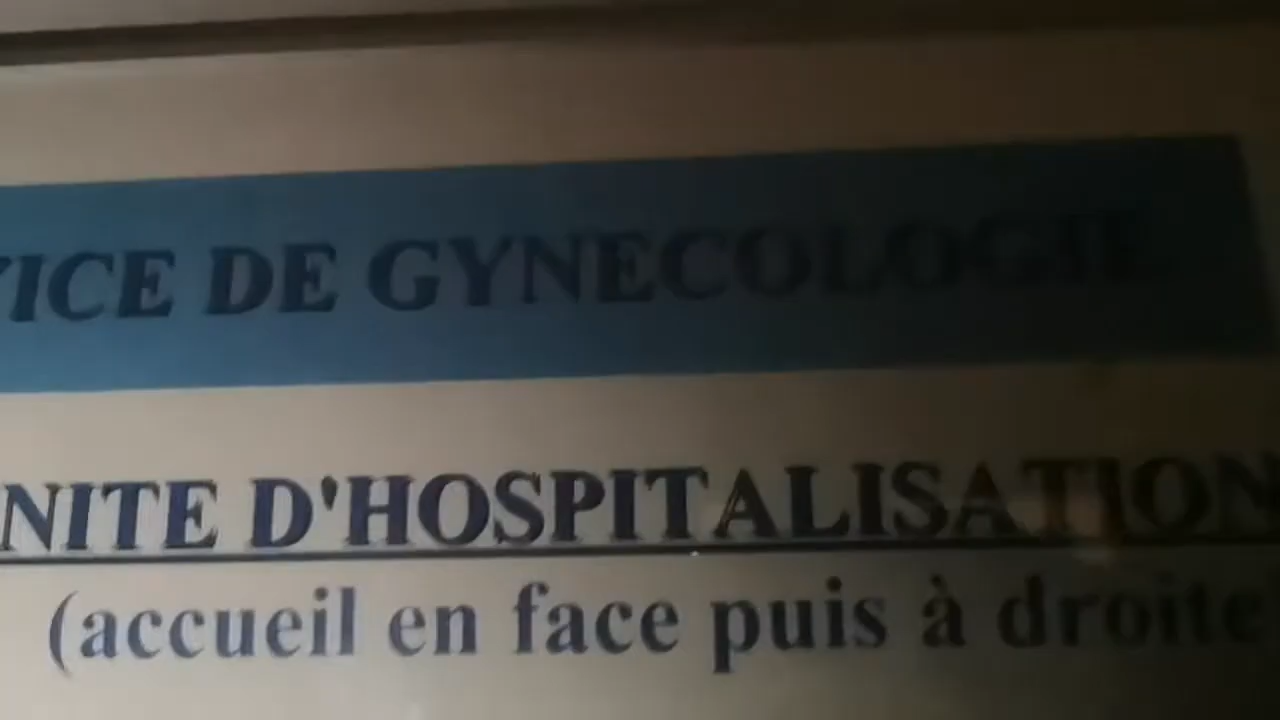 VICE DE GYNECOLOGIE
NITE D'HOSPITALISATION
(accueil en face puis à droite)